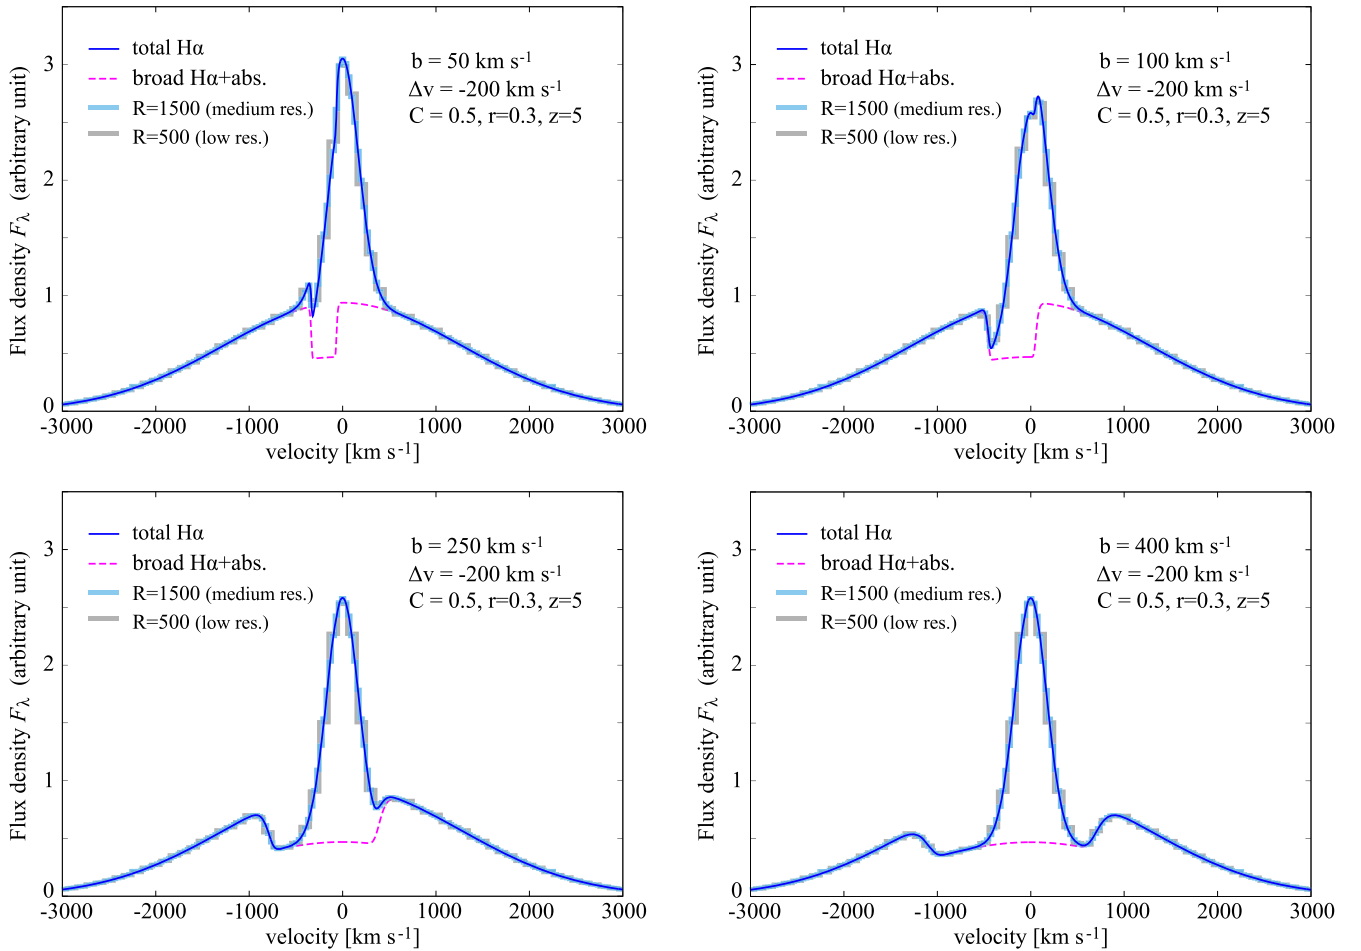 3
2
1
0
Flux density Fλ (arbitrary unit)
total Hα
broad Hα+abs.
R=1500 (medium res.)
R=500 (low res.)
b = 50 km s-1
Δv = -200 km s-1
C = 0.5, r=0.3, z=5
-3000 -2000 -1000 0 1000 2000 3000
velocity [km s-1]
3
2
1
0
Flux density Fλ (arbitrary unit)
total Hα
broad Hα+abs.
R=1500 (medium res.)
R=500 (low res.)
b = 100 km s-1
Δv = -200 km s-1
C = 0.5, r=0.3, z=5
-3000 -2000 -1000 0 1000 2000 3000
velocity [km s-1]
3
2
1
0
Flux density Fλ (arbitrary unit)
total Hα
broad Hα+abs.
R=1500 (medium res.)
R=500 (low res.)
b = 250 km s-1
Δv = -200 km s-1
C = 0.5, r=0.3, z=5
-3000 -2000 -1000 0 1000 2000 3000
velocity [km s-1]
3
2
1
0
Flux density Fλ (arbitrary unit)
total Hα
broad Hα+abs.
R=1500 (medium res.)
R=500 (low res.)
b = 400 km s-1
Δv = -200 km s-1
C = 0.5, r=0.3, z=5
-3000 -2000 -1000 0 1000 2000 3000
velocity [km s-1]